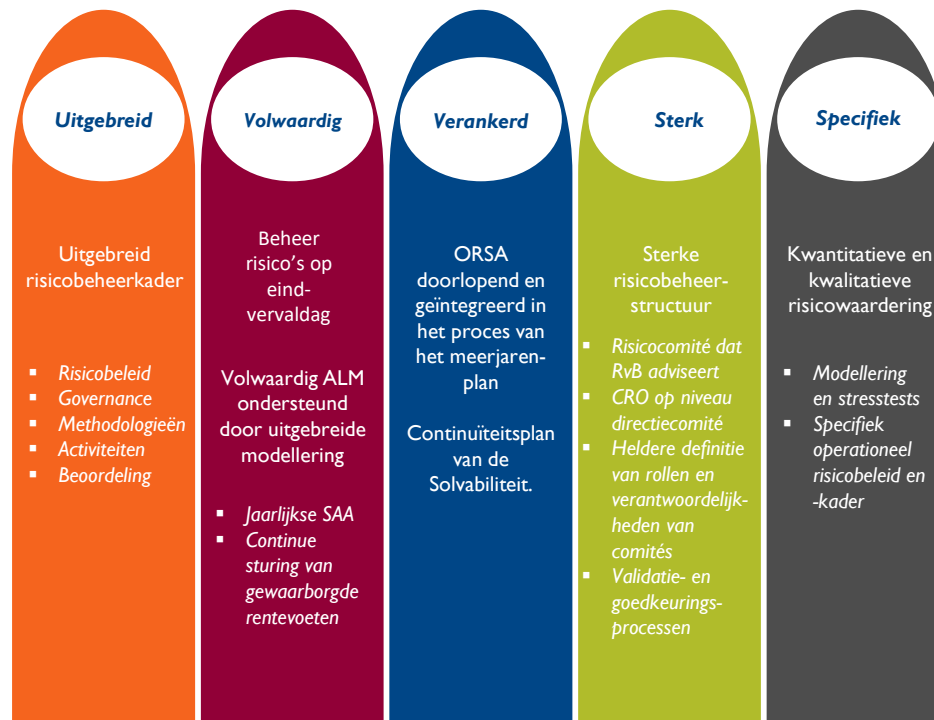 Uitgebreid
Uitgebreid
risicobeheerkader
▪ Risicobeleid
▪ Governance
▪ Methodologieën
▪ Activiteiten
▪ Beoordeling
Volwaardig
Beheer
risico's op
eind-
vervaldag
Volwaardig ALM
ondersteund
door uitgebreide
modellering
▪ Jaarlijkse SAA
▪ Continue
sturing van
gewaarborgde
rentevoeten
Verankerd
ORSA
doorlopend en
geïntegreerd in
het proces van
het meerjaren-
plan
Continuïteitsplan
van de
Solvabiliteit.
Sterk
Sterke
risicobeheer-
structuur
▪ Risicocomité dat
RvB adviseert
▪ CRO op niveau
directiecomité
▪ Heldere definitie
van rollen en
verantwoordelijk-
heden van
comités
▪ Validatie- en
goedkeurings-
processen
Specifiek
Kwantitatieve en
kwalitatieve
risicowaardering
▪ Modellering
en stresstests
▪ Specifiek
operationeel
risicobeleid en
-kader